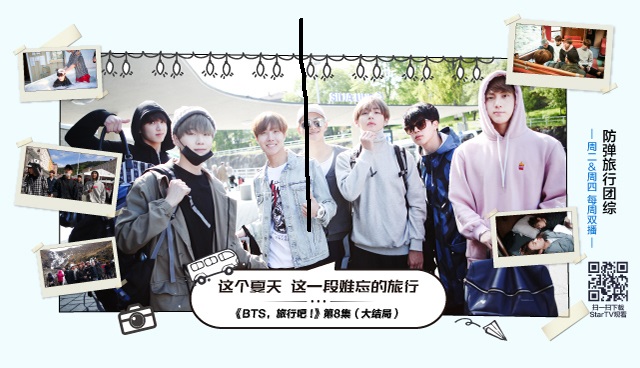 这个夏天 这一段难忘的旅行
《BTS，旅行吧！》第8集（大结局）
防弹旅行团综
周二&周四 每周双播
扫一扫下载
StarTV观看